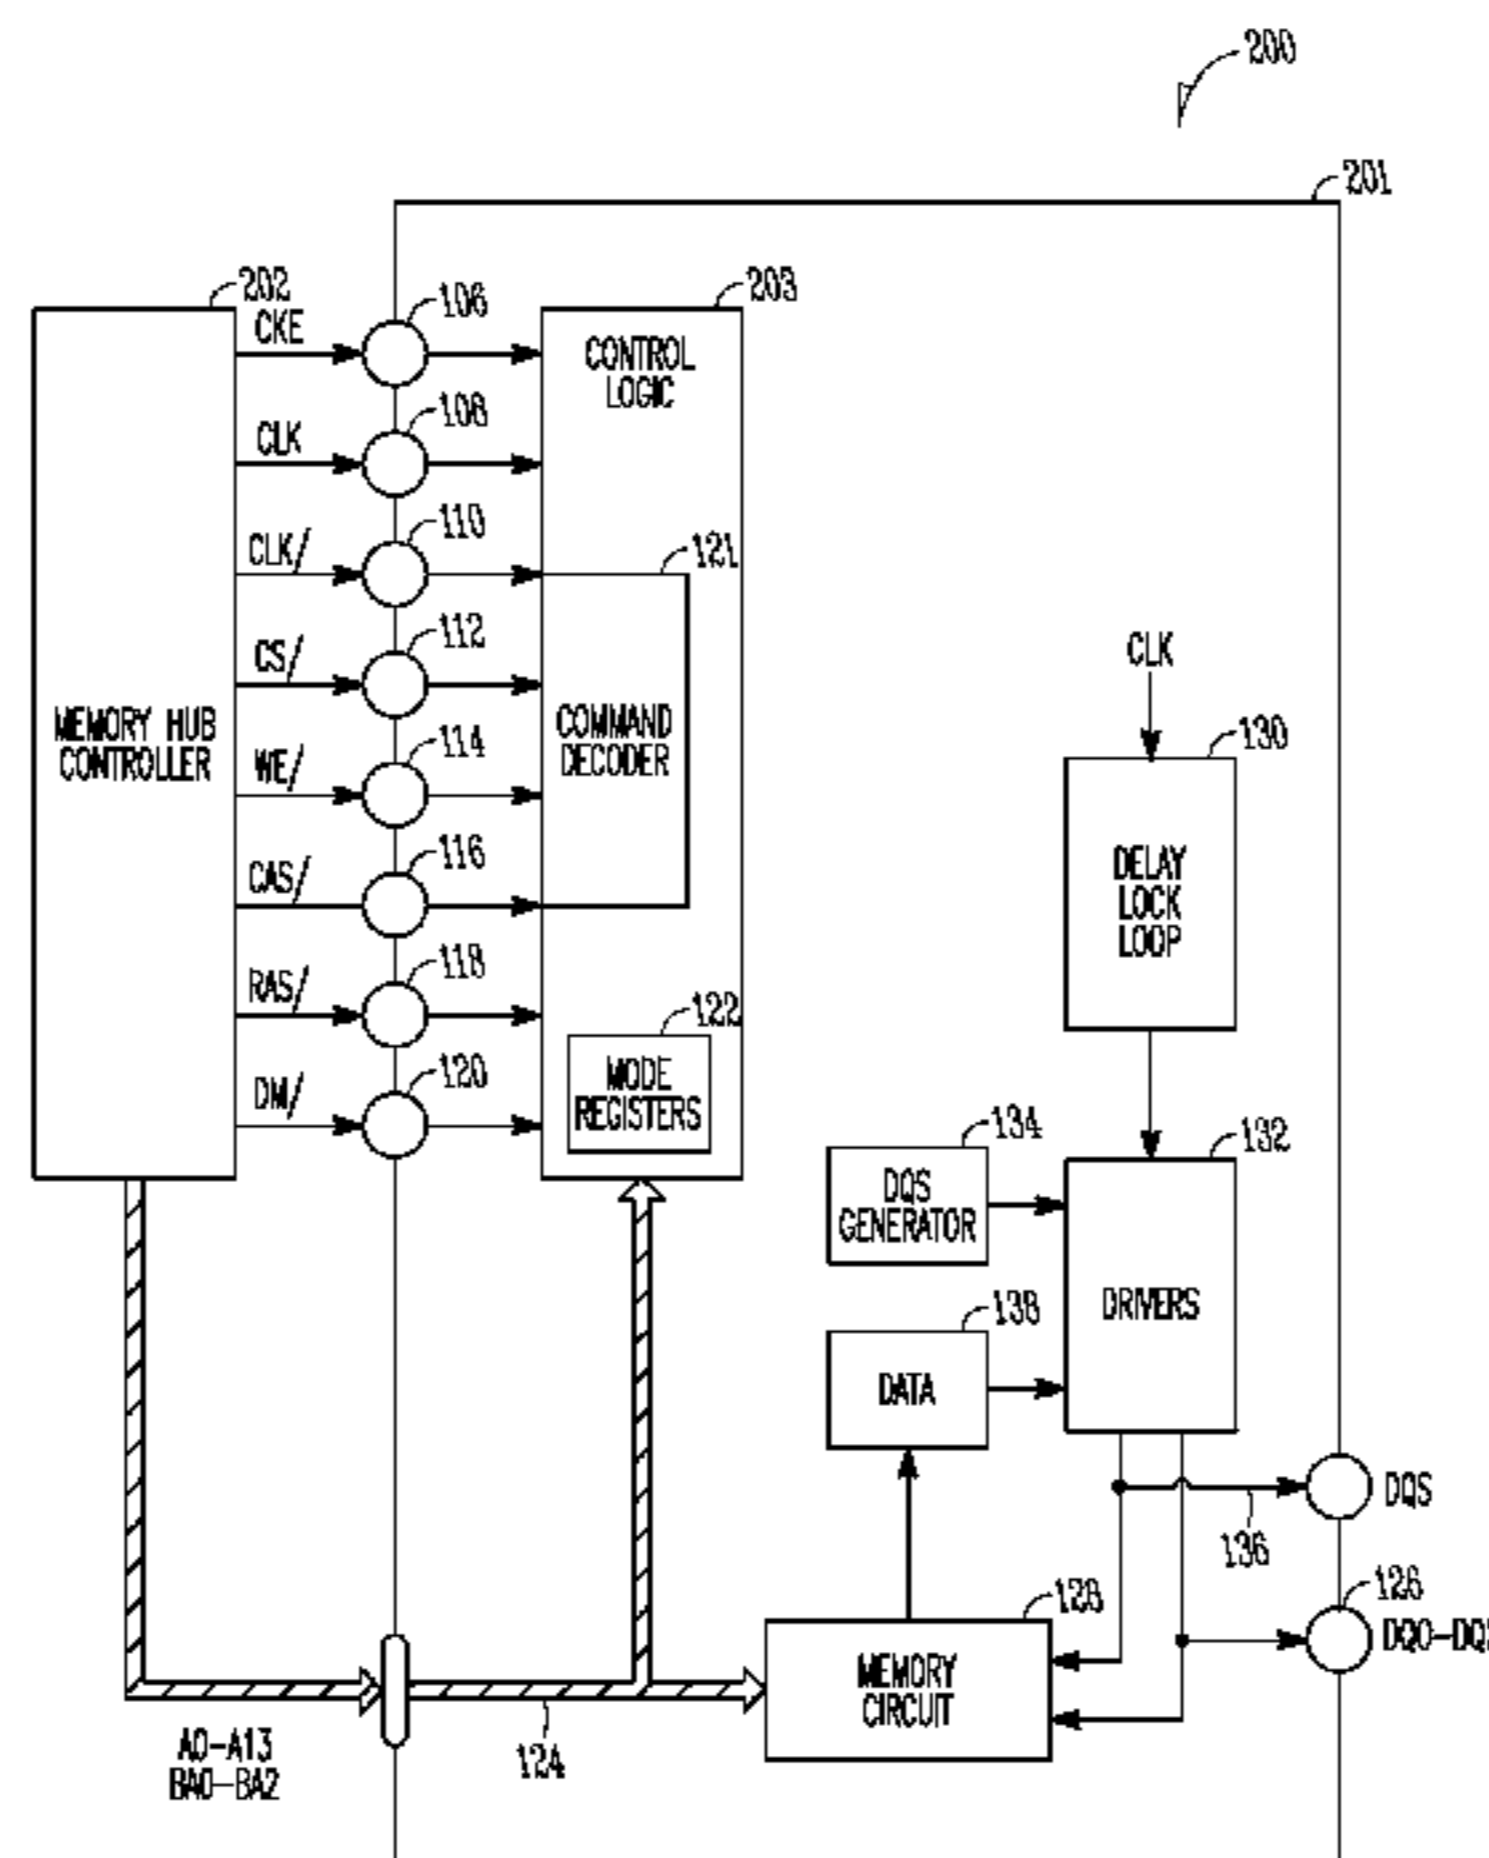 200
201
202
203
CKE
106
CONTROL
LOGIC
CLK
108
CLK/
110
121
CS/
112
CLK
MEMORY HUB
CONTROLLER
WE/
114
COMMAND
DECODER
130
CAS/
116
DELAY
LOCK
LOOP
RAS/
118
122
MODE
REGISTERS
DM/
120
134
132
DQS
GENERATOR
138
DRIVERS
DATA
DQS
136
128
126
DQ0-DQ
MEMORY
CIRCUIT
A0-A13
BA0-BA2
124